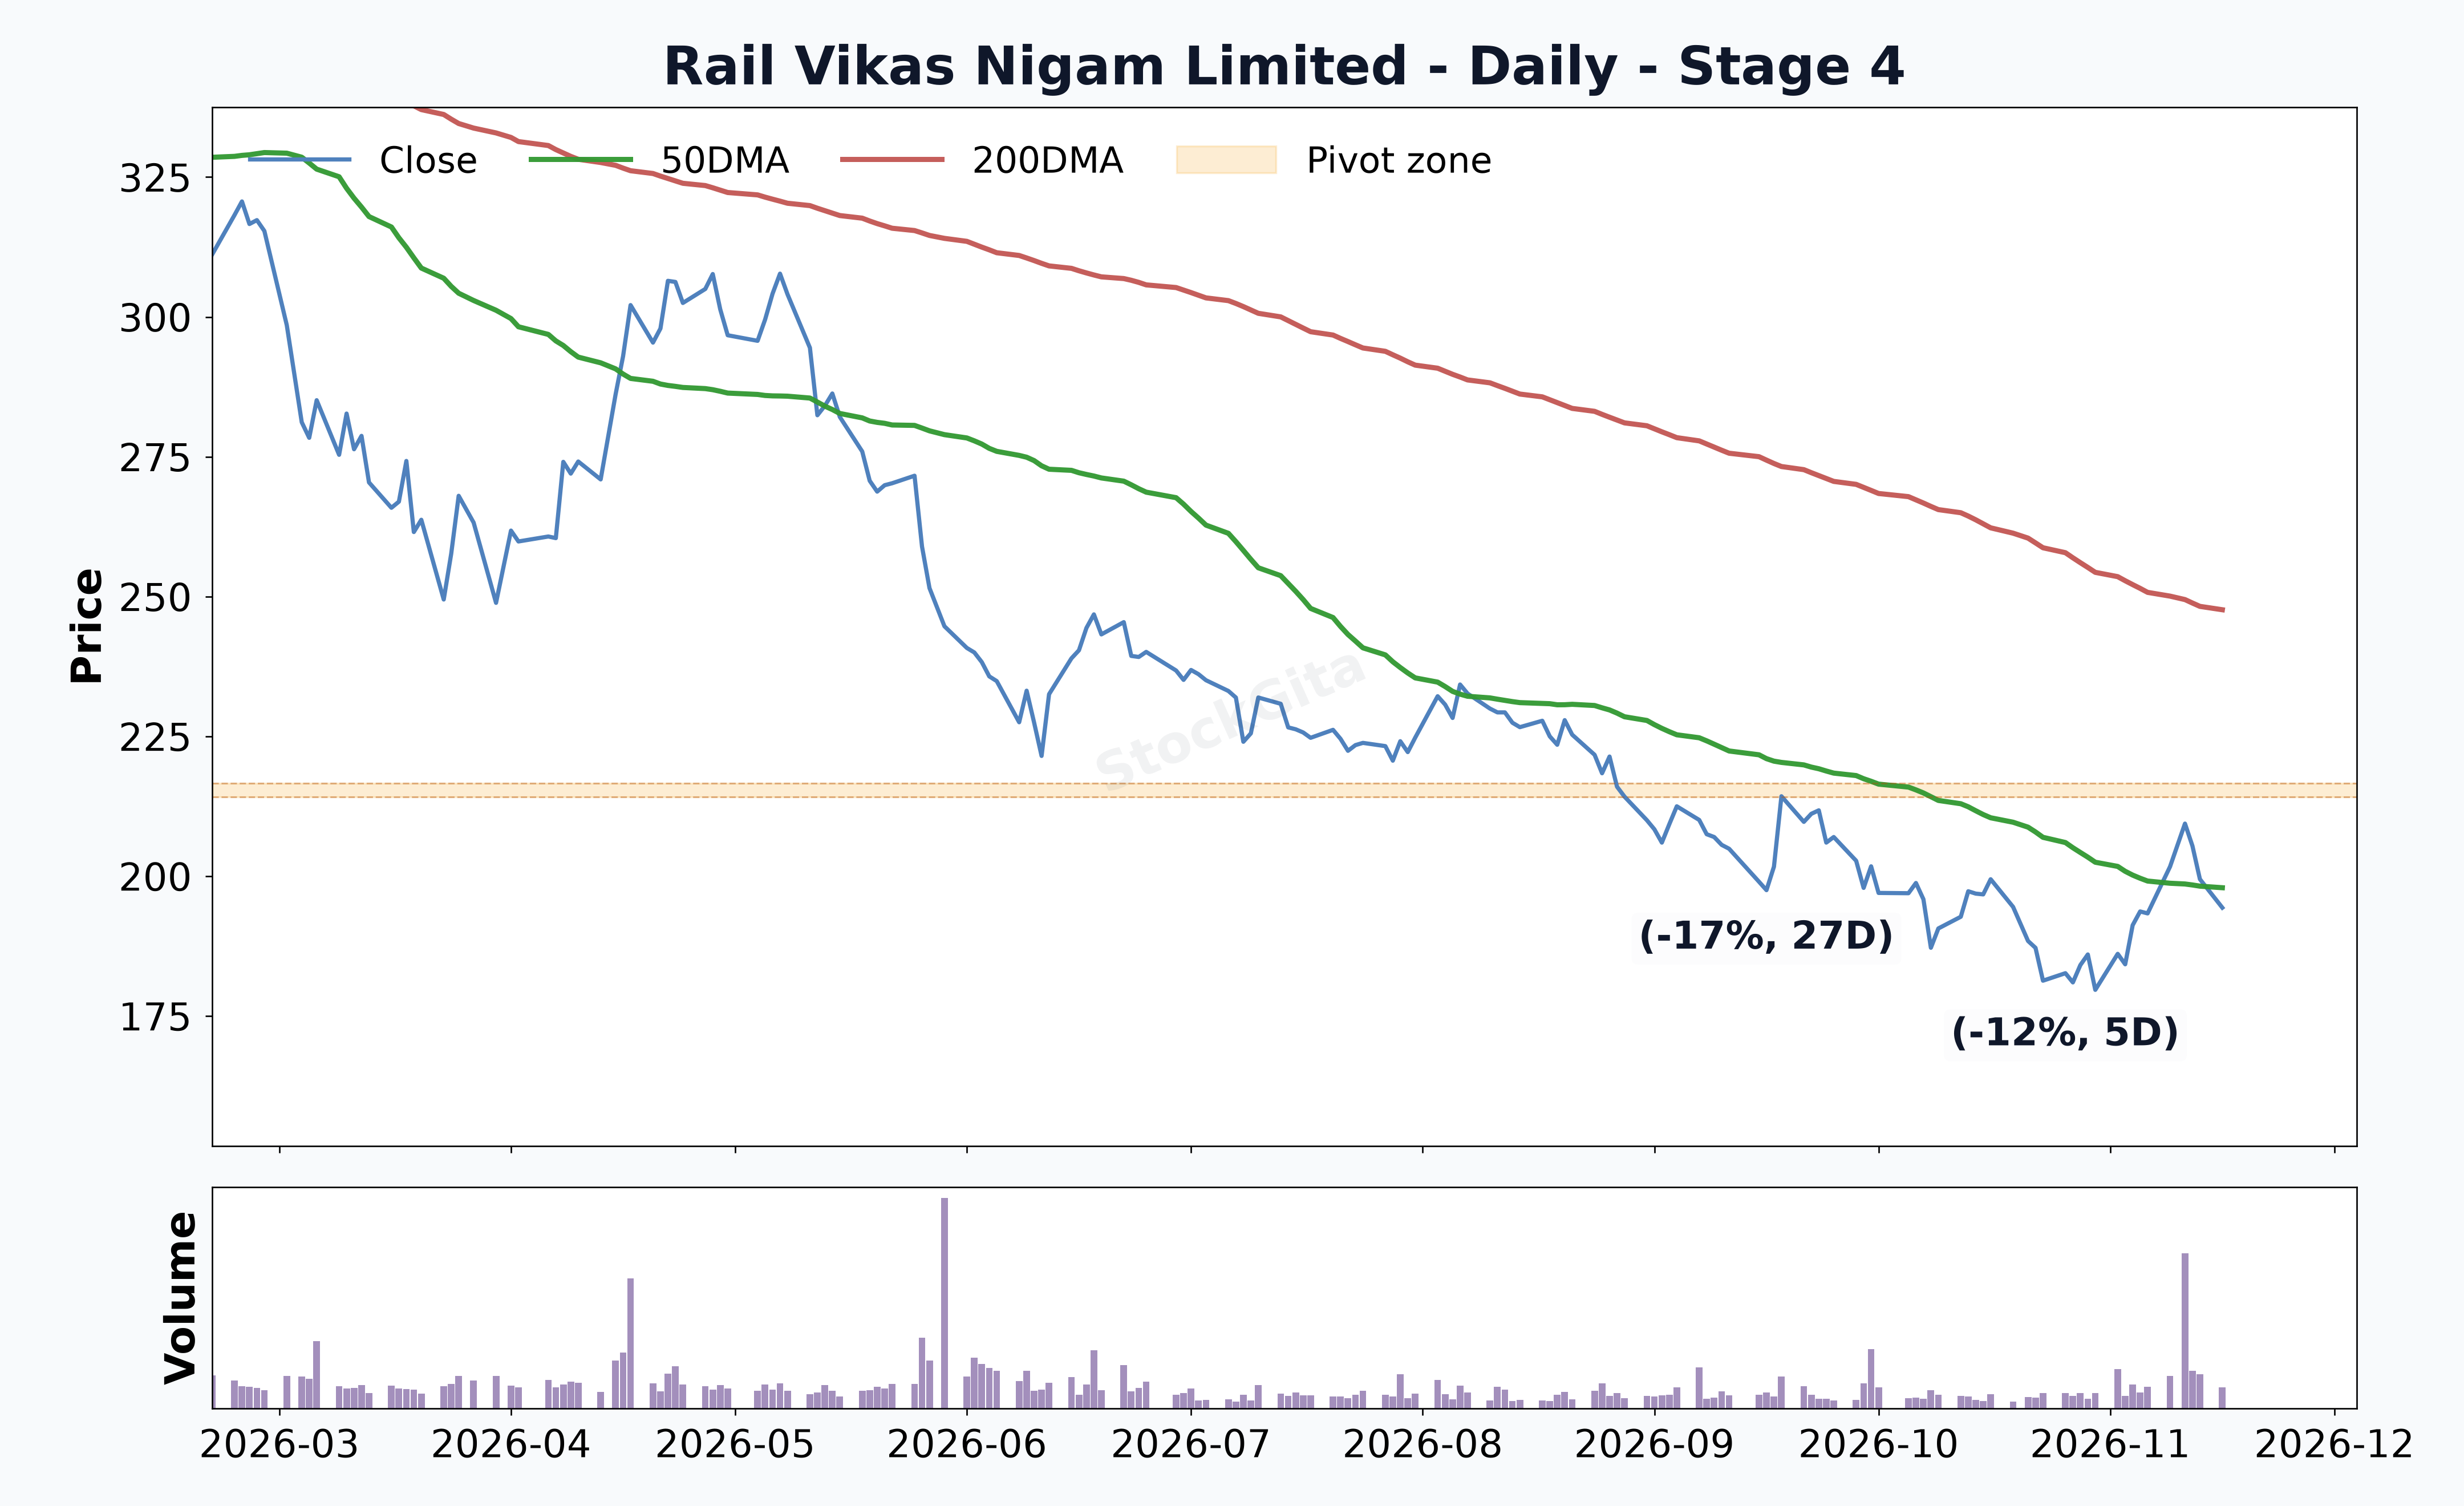 Rail Vikas Nigam Limited - Daily - Stage 4
Close 50DMA 200DMA Pivot zone
Price
325
300
275
250
225
200
175
StockGita
(-17%, 27D)
(-12%, 5D)
Volume
2026-03 2026-04 2026-05 2026-06 2026-07 2026-08 2026-09 2026-10 2026-11 2026-12